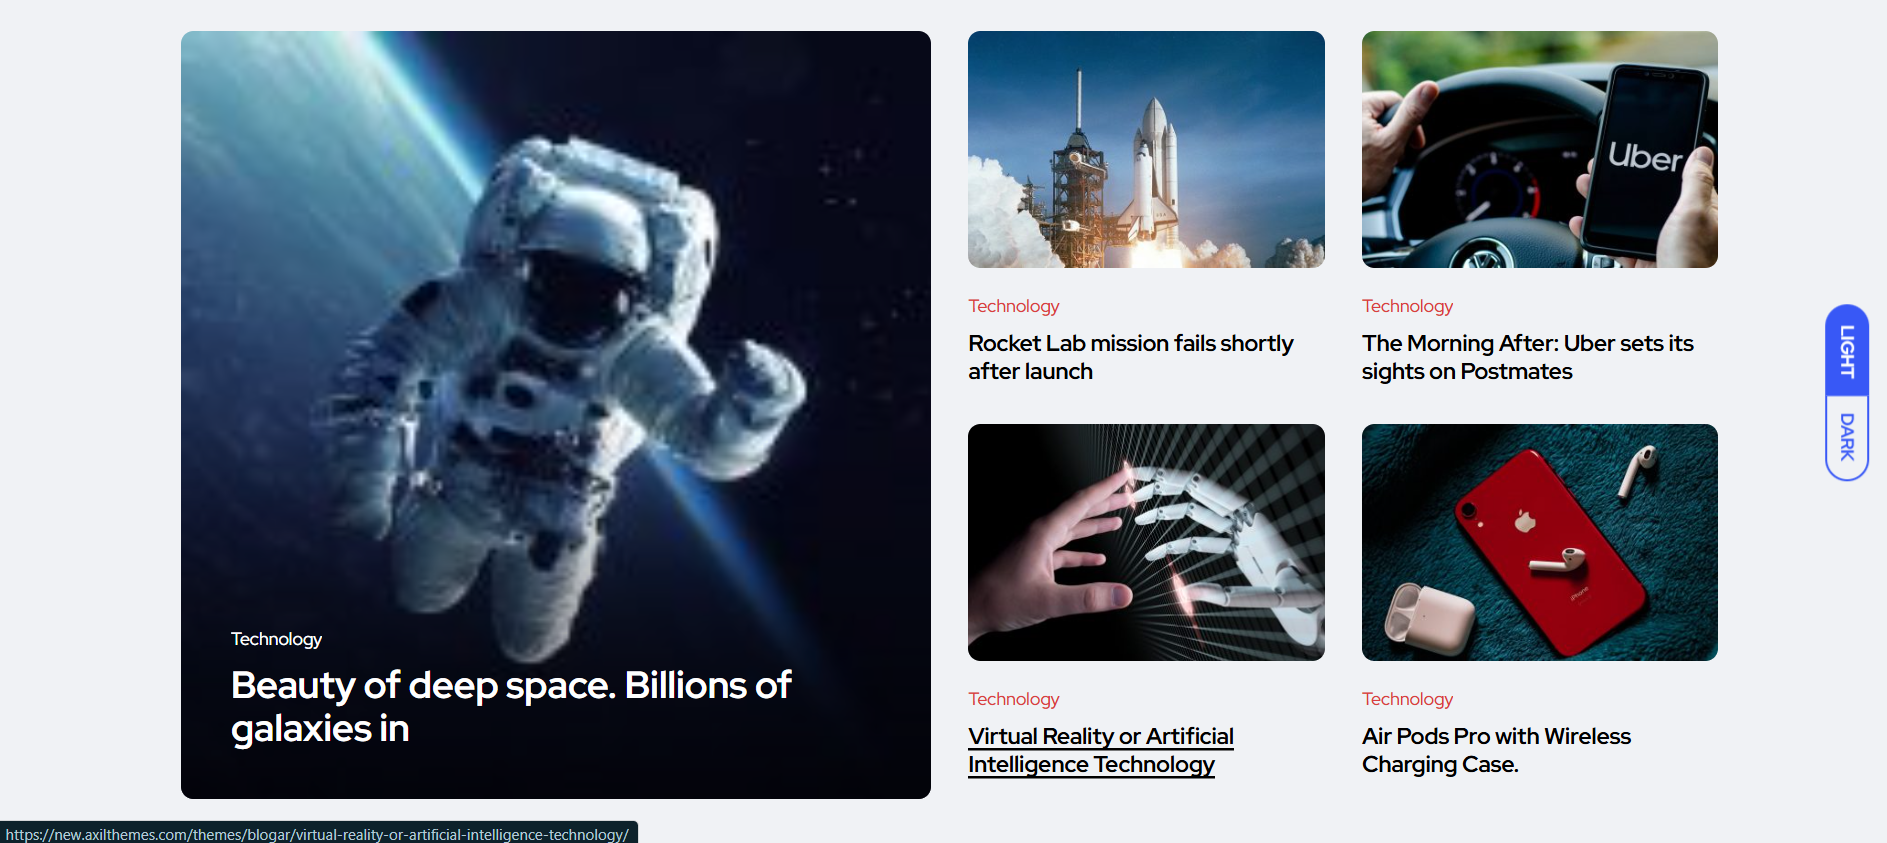 Technology
Beauty of deep space. Billions of
galaxies in
Uber
Technology
Rocket Lab mission fails shortly
after launch
Technology
The Morning After: Uber sets its
sights on Postmates
iPhone
Technology
Virtual Reality or Artificial
Intelligence Technology
Technology
Air Pods Pro with Wireless
Charging Case.
LIGHT
DARK
https://new.axilthemes.com/themes/blogar/virtual-reality-or-artificial-intelligence-technology/